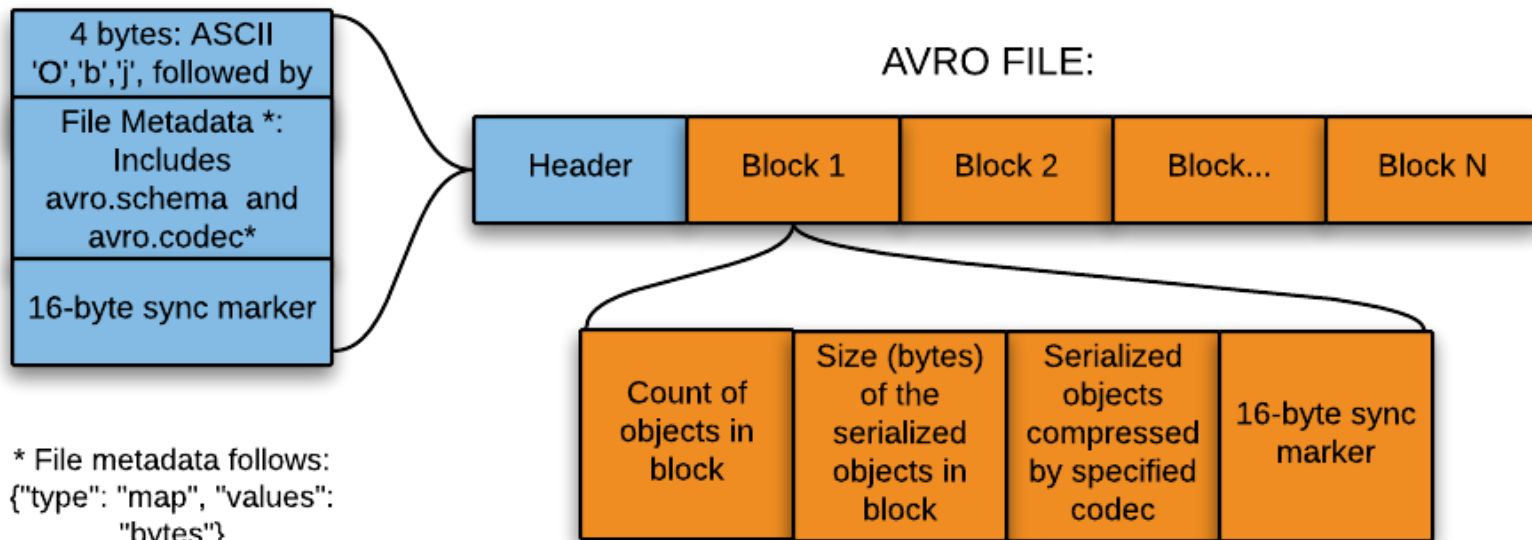 4 bytes: ASCII
'O','b','j', followed by
File Metadata *:
Includes
avro.schema and
avro.codec*
16-byte sync marker
* File metadata follows:
{"type": "map", "values":
"bytes"}
AVRO FILE:
Header
Block 1
Block 2
Block...
Block N
Count of
objects in
block
Size (bytes)
of the
serialized
objects in
block
Serialized
objects
compressed
by specified
codec
16-byte sync
marker